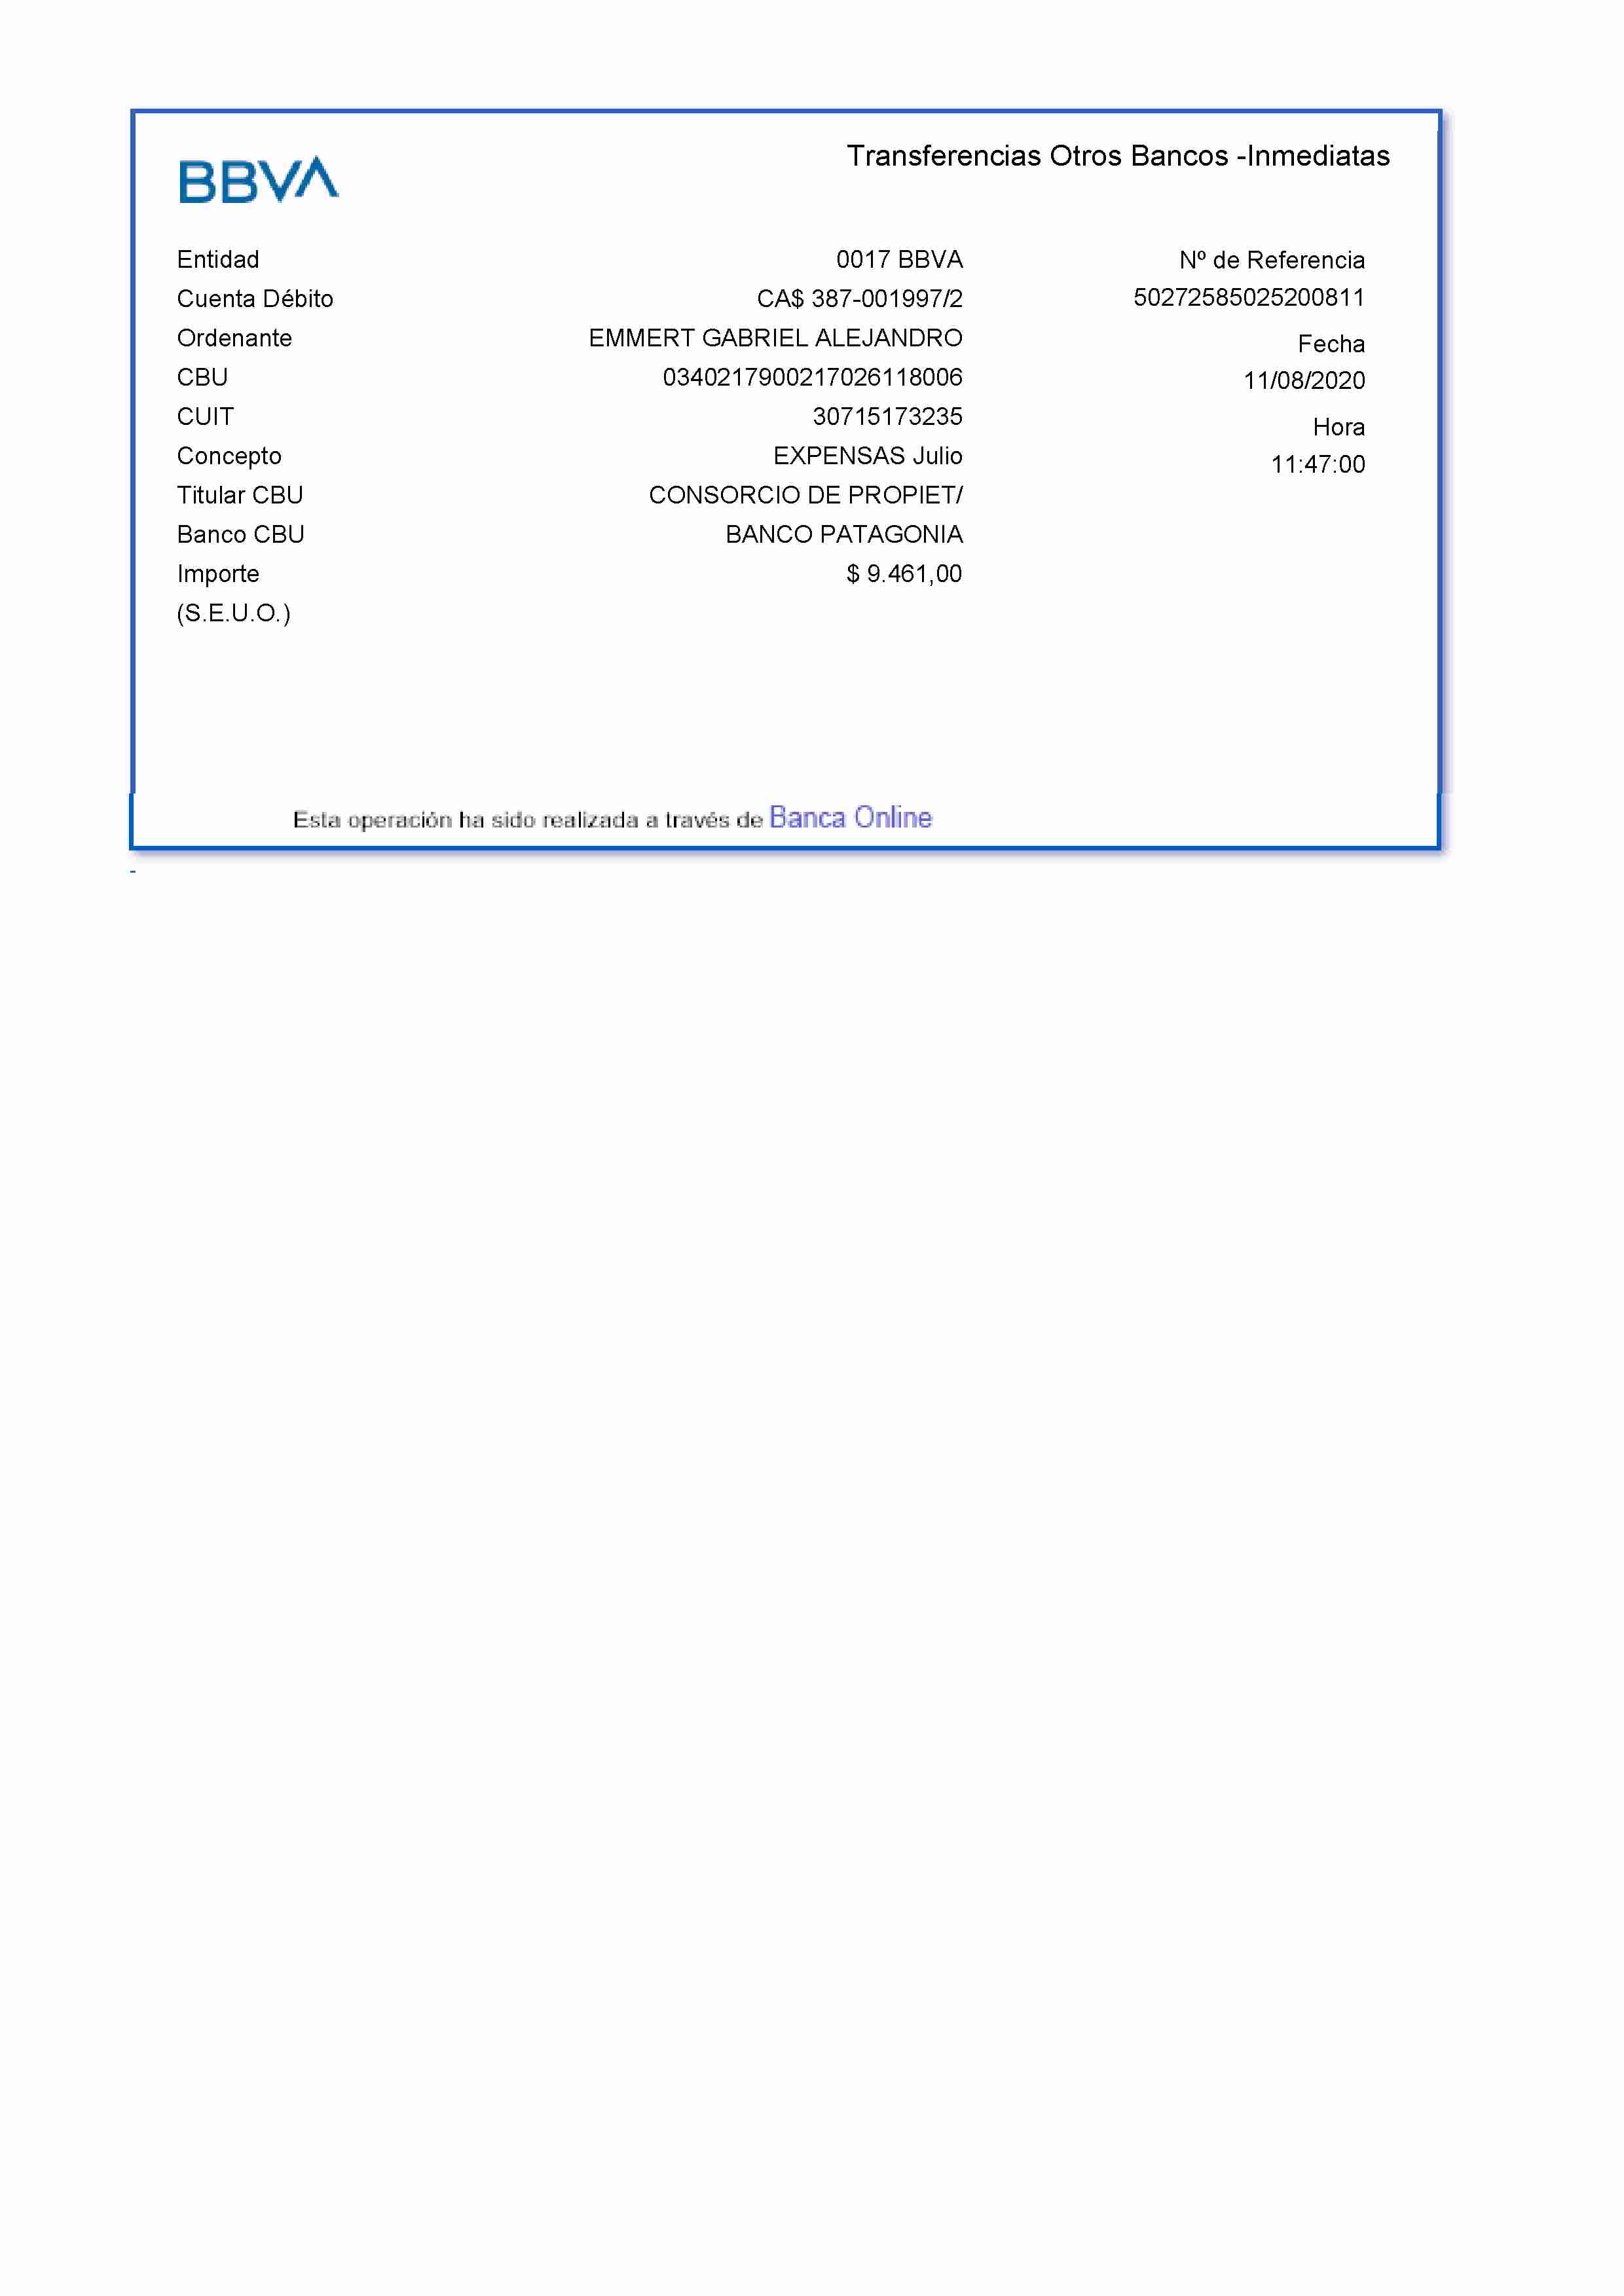 BBVA
Transferencias Otros Bancos -Inmediatas
Entidad 0017 BBVA
Cuenta Débito CA$ 387-001997/2
Ordenante EMMERT GABRIEL ALEJANDRO
CBU 0340217900217026118006
CUIT 30715173235
Concepto EXPENSAS Julio
Titular CBU CONSORCIO DE PROPIET/
Banco CBU BANCO PATAGONIA
Importe $ 9.461,00
(S.E.U.O.)
Nº de Referencia
50272585025200811
Fecha
11/08/2020
Hora
11:47:00
Esta operación ha sido realizada a través de Banca Online